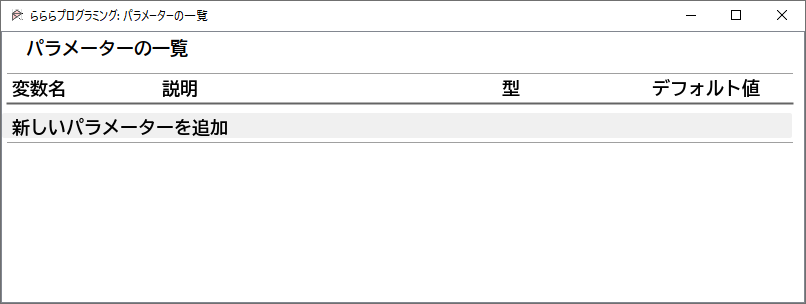 らららプログラミング: パラメーターの一覧
パラメーターの一覧
変数名 説明 型 デフォルト値
新しいパラメーターを追加